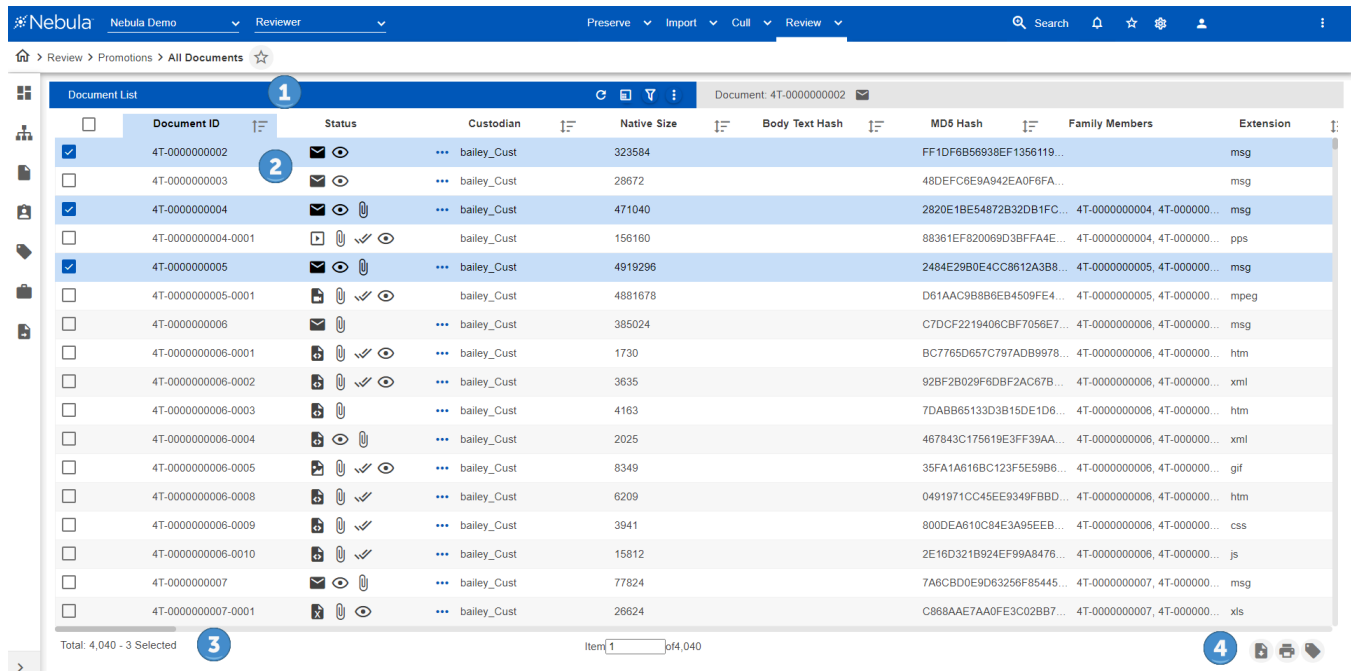 Nebula Nebula Demo Reviewer Preserve Import Cull Review Search
Review > Promotions > All Documents
1
Document List Document: 4T-0000000002
Document ID Status Custodian Native Size Body Text Hash MD5 Hash Family Members Extension
4T-0000000002 ••• bailey_Cust 323584 FF1DF6B56938EF1356119... msg
2
4T-0000000003 bailey_Cust 28672 48DEFC6E9A942EA0F6FA... msg
4T-0000000004 ••• bailey_Cust 471040 2820E1BE54872B32DB1FC... 4T-0000000004, 4T-000000... msg
4T-0000000004-0001 bailey_Cust 156160 88361EF820069D3BFFA4E... 4T-0000000004, 4T-000000... pps
4T-0000000005 ••• bailey_Cust 4919296 2484E29B0E4CC8612A3B8... 4T-0000000005, 4T-000000... msg
4T-0000000005-0001 bailey_Cust 4881678 D61AAC9B8B6EB4509FE4... 4T-0000000005, 4T-000000... mpeg
4T-0000000006 ••• bailey_Cust 385024 C7DCF2219406CBF7056E7... 4T-0000000006, 4T-000000... msg
4T-0000000006-0001 ••• bailey_Cust 1730 BC7765D657C797ADB9978... 4T-0000000006, 4T-000000... htm
4T-0000000006-0002 ••• bailey_Cust 3635 92BF2B029F6DBF2AC67B... 4T-0000000006, 4T-000000... xml
4T-0000000006-0003 ••• bailey_Cust 4163 7DABB65133D3B15DE1D6... 4T-0000000006, 4T-000000... htm
4T-0000000006-0004 ••• bailey_Cust 2025 467843C175619E3FF39AA... 4T-0000000006, 4T-000000... xml
4T-0000000006-0005 ••• bailey_Cust 8349 35FA1A616BC123F5E59B6... 4T-0000000006, 4T-000000... gif
4T-0000000006-0008 ••• bailey_Cust 6209 0491971CC45EE9349FBBD... 4T-0000000006, 4T-000000... htm
4T-0000000006-0009 ••• bailey_Cust 3941 800DEA610C84E3A95EEB... 4T-0000000006, 4T-000000... css
4T-0000000006-0010 ••• bailey_Cust 15812 2E16D321B924EF99A8476... 4T-0000000006, 4T-000000... js
4T-0000000007 ••• bailey_Cust 77824 7A6CBD0E9D63256F85445... 4T-0000000007, 4T-000000... msg
4T-0000000007-0001 ••• bailey_Cust 26624 C868AAE7AA0FE3C02BB7... 4T-0000000007, 4T-000000... xls
Total: 4,040 - 3 Selected 3 Item 1 of4,040 4